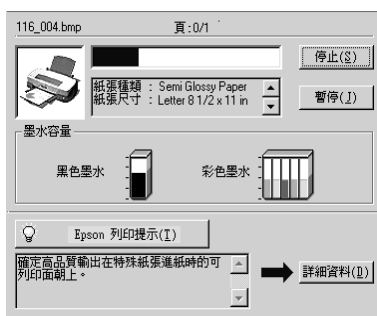 116_004.bmp 頁:0/1
停止(S)
紙張種類 : Semi Glossy Paper
紙張尺寸 : Letter 8 1/2 x 11 in
暫停(J)
墨水容量
黑色墨水 彩色墨水
Epson 列印提示(T)
確定高品質輸出在特殊紙張進紙時的可
列印面朝上。
詳細資料(D)